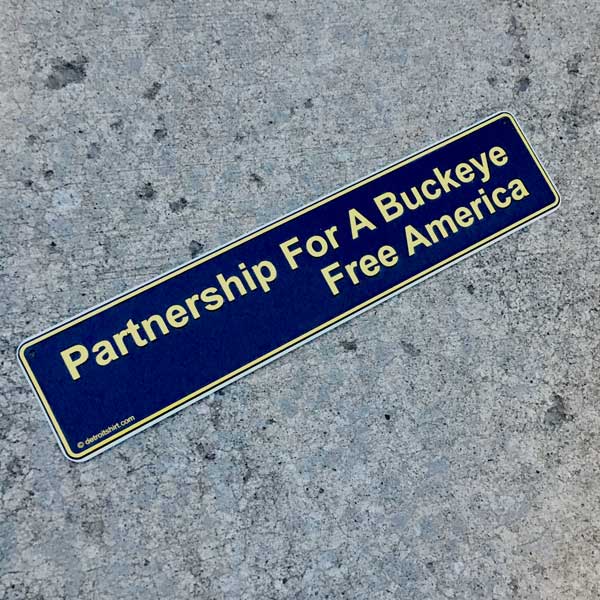 Partnership For A Buckeye
Free America
© detroitshirt.com